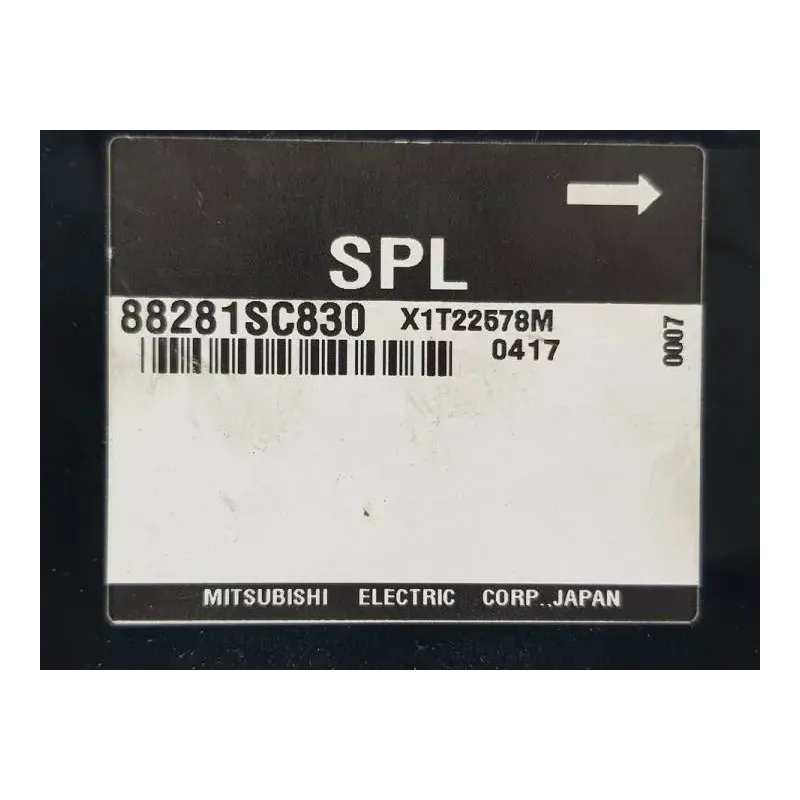 SPL
88281SC830 X1T22578M
0417
0007
MITSUBISHI ELECTRIC CORP., JAPAN